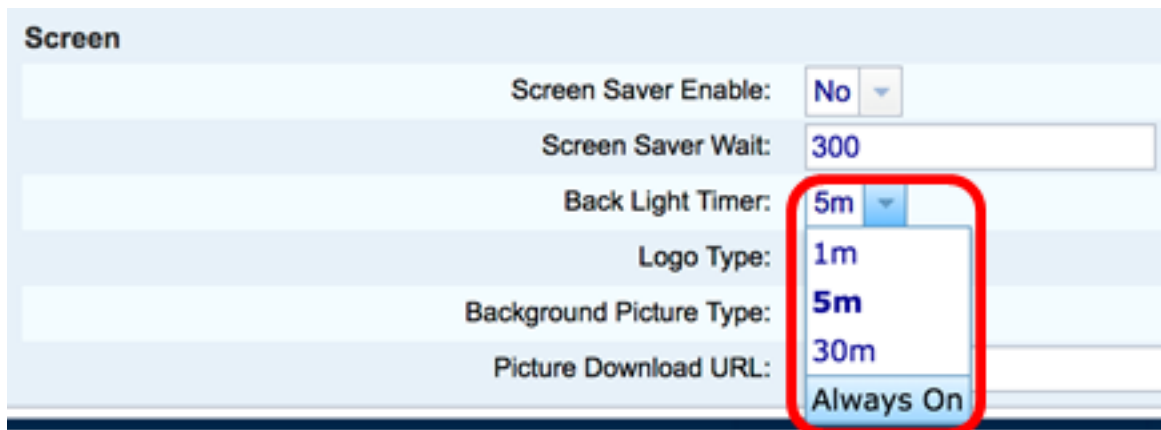 Screen
Screen Saver Enable: No
Screen Saver Wait: 300
Back Light Timer: 5m
Logo Type: 1m
Background Picture Type: 5m
30m
Picture Download URL:
Always On